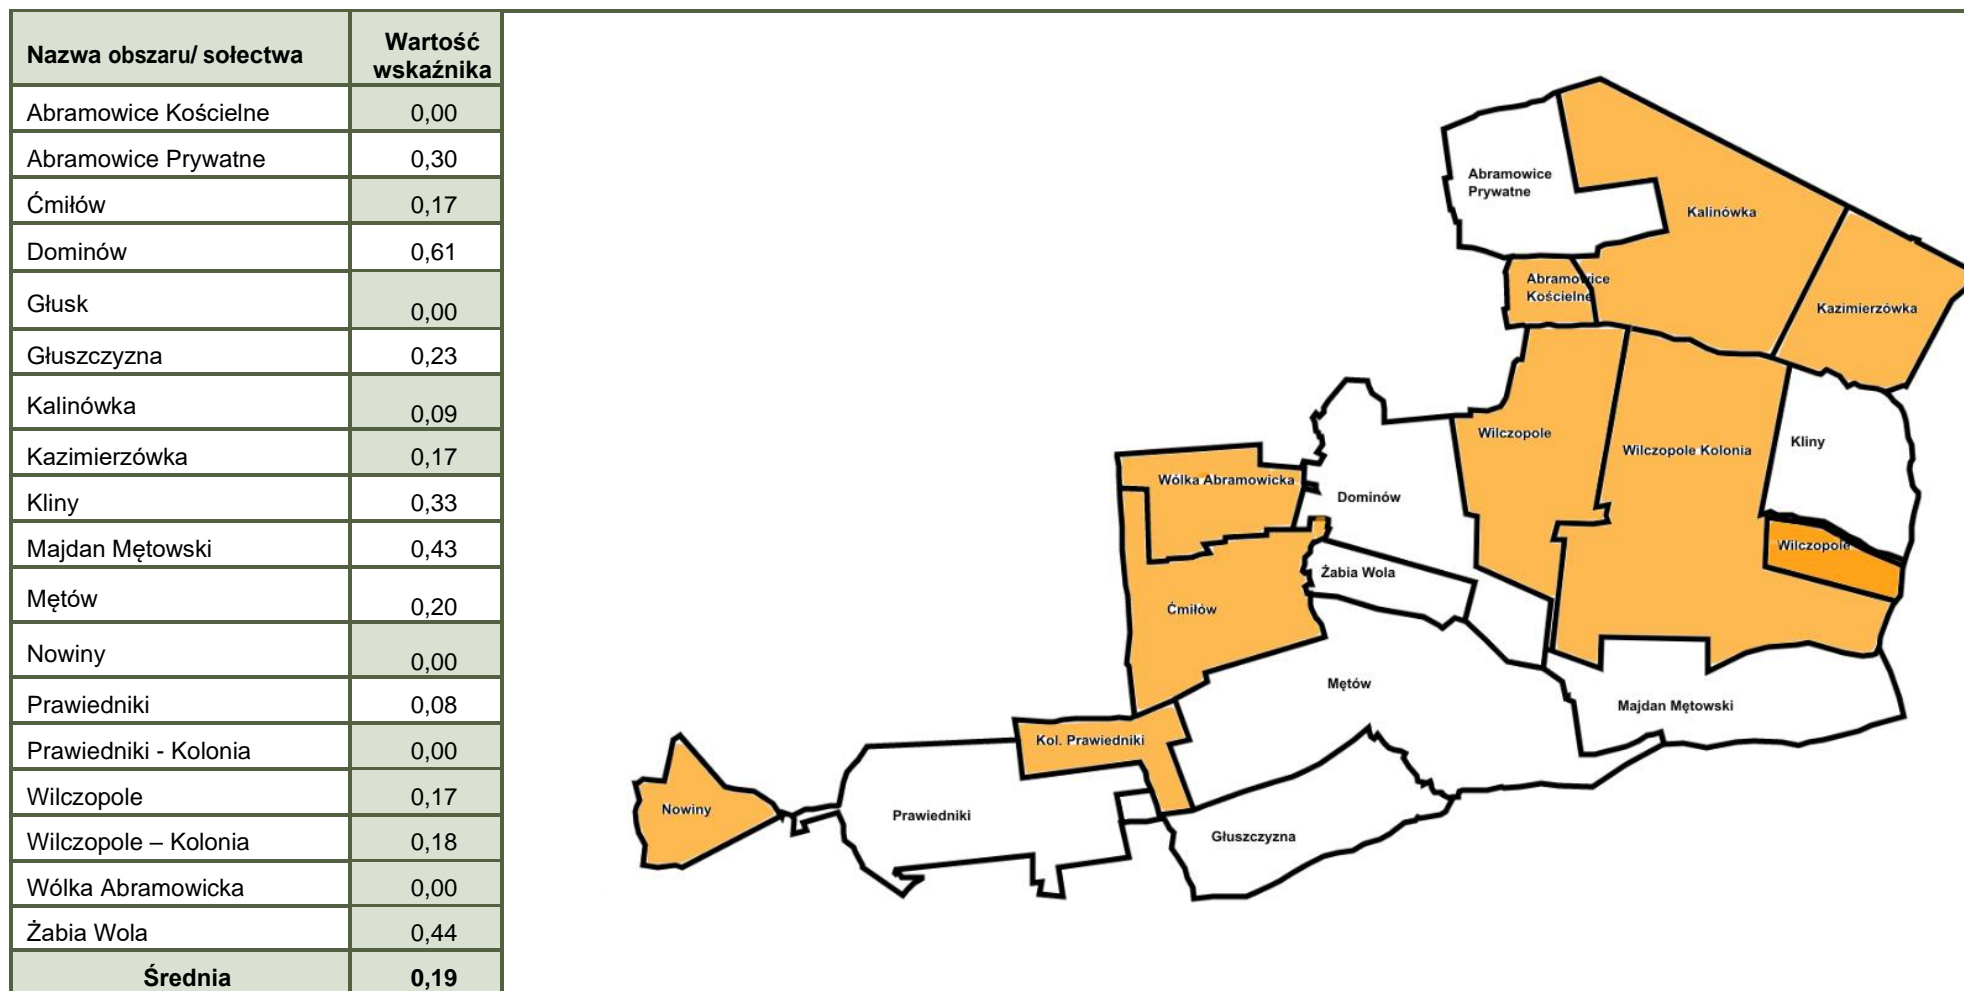 Nazwa obszaru/ sołectwa Wartość wskaźnika
Abramowice Kościelne 0,00
Abramowice Prywatne 0,30
Ćmiłów 0,17
Dominów 0,61
Głusk 0,00
Głuszczyzna 0,23
Kalinówka 0,09
Kazimierzówka 0,17
Kliny 0,33
Majdan Mętowski 0,43
Mętów 0,20
Nowiny 0,00
Prawiedniki 0,08
Prawiedniki - Kolonia 0,00
Wilczopole 0,17
Wilczopole – Kolonia 0,18
Wólka Abramowicka 0,00
Żabia Wola 0,44
Średnia 0,19
Abramowice
Prywatne
Kalinówka
Abramowice
Kościelne
Kazimierzówka
Wilczopole
Wilczopole Kolonia
Kliny
Wólka Abramowicka
Dominów
Wilczopole
Żabia Wola
Ćmiłów
Mętów
Majdan Mętowski
Kol. Prawiedniki
Nowiny
Prawiedniki
Głuszczyzna